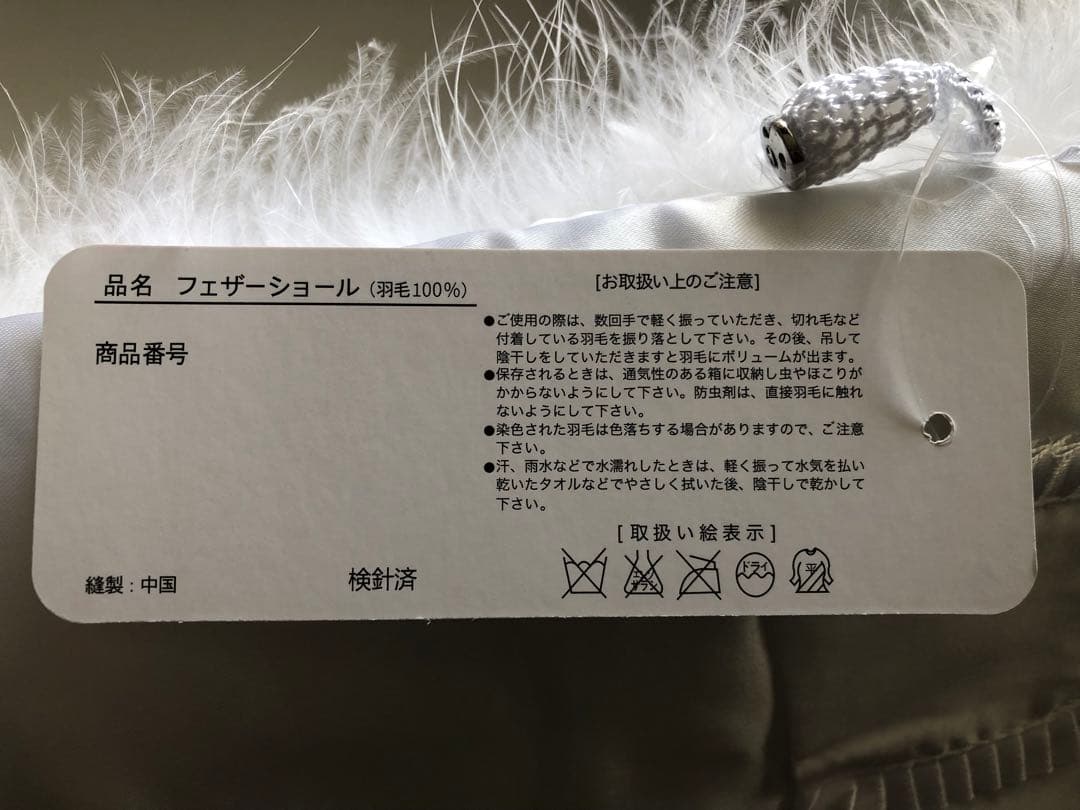 品名 フェザーショール（羽毛100%）
商品番号
縫製：中国
検針済
[お取扱い上のご注意]
●ご使用の際は、数回手で軽く振っていただき、切れ毛など
付着している羽毛を振り落として下さい。その後、吊して
陰干しをしていただきますと羽毛にボリュームが出ます。
●保存されるときは、通気性のある箱に収納し虫やほこりが
かからないようにして下さい。防虫剤は、直接羽毛に触れ
ないようにして下さい。
●染色された羽毛は色落ちする場合がありますので、ご注意
下さい。
●汗、雨水などで水濡れしたときは、軽く振って水気を払い
乾いたタオルなどでやさしく拭いた後、陰干しで乾かして
下さい。
[取扱い絵表示]
エンソ
サラシ
ドライ
平